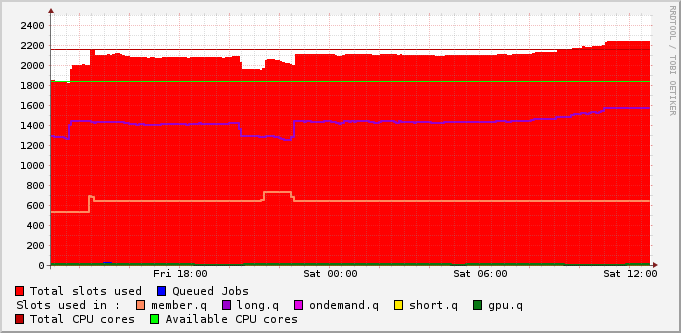 2400
2200
2000
1800
1600
1400
1200
1000
800
600
400
200
0
Fri 18:00 Sat 00:00 Sat 06:00 Sat 12:00
Total slots used Queued Jobs
Slots used in : member.q long.q ondemand.q short.q gpu.q
Total CPU cores Available CPU cores
RRDTOOL / TOBI OETIKER